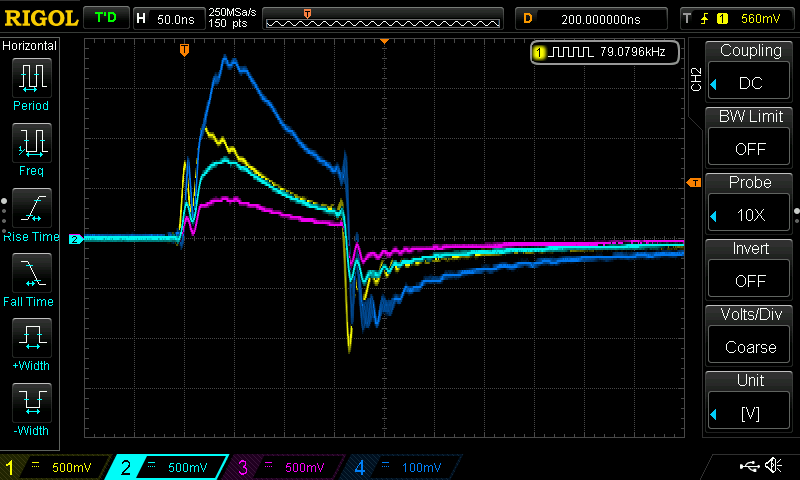 RIGOL T'D H 50.0ns 250MSa/s 150 pts D 200.000000ns T 1 560mV
Horizontal
Period
Freq
Rise Time
Fall Time
+Width
-Width
T
1 79.0796kHz
T
2
CH2
Coupling
DC
BW Limit
OFF
Probe
10X
Invert
OFF
Volts/Div
Coarse
Unit
[V]
1 500mV 2 500mV 3 500mV 4 100mV